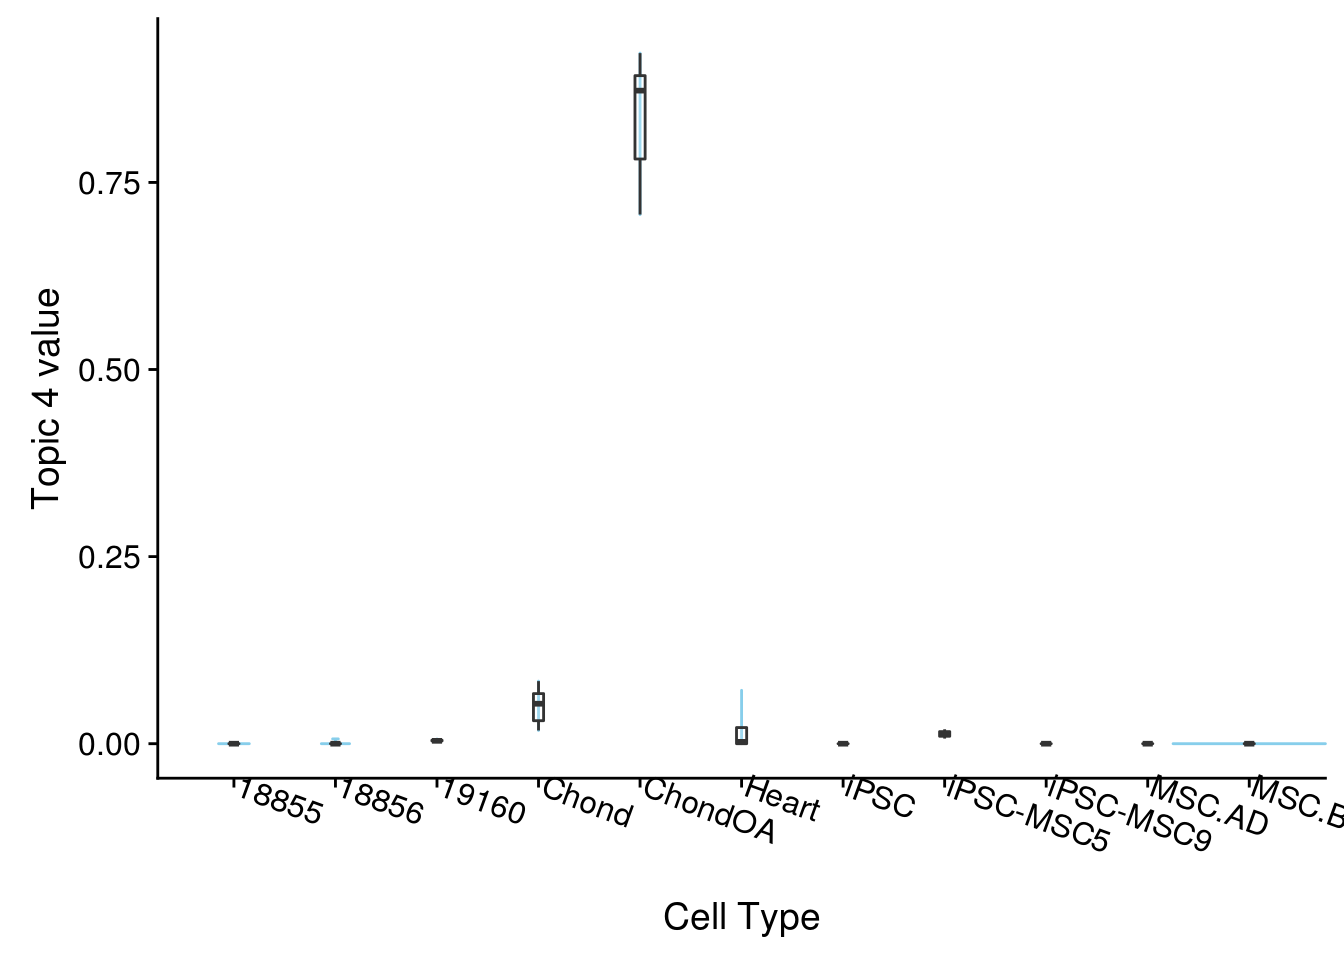 Topic 4 value
0.75
0.50
0.25
0.00
18855
18856
19160
Chond
ChondOA
Heart
iPSC
iPSC-MSC5
iPSC-MSC9
MSC.AD
MSC.B
Cell Type